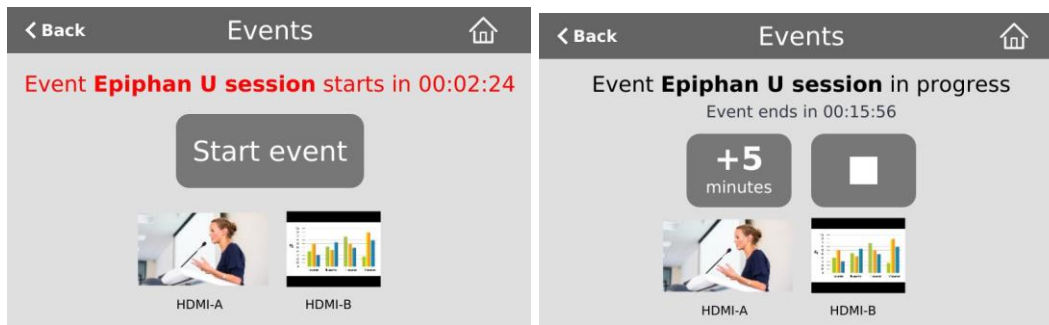 Back Events
Event Epiphan U session starts in 00:02:24
Start event
HDMI-A HDMI-B
Back Events
Event Epiphan U session in progress
Event ends in 00:15:56
+5
minutes
HDMI-A HDMI-B